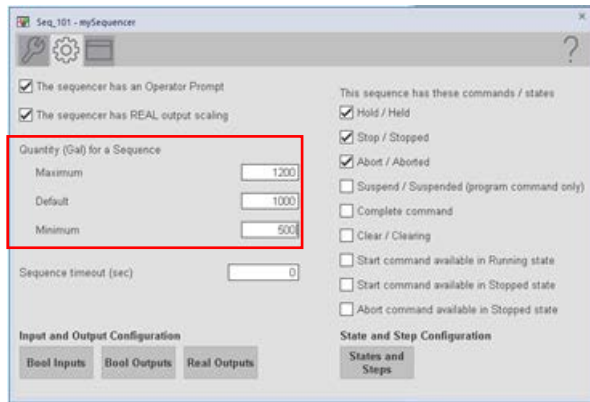 Seq_101 - mySequencer
×
?
The sequencer has an Operator Prompt
The sequencer has REAL output scaling
Quantity (Gal) for a Sequence
Maximum 1200
Default 1000
Minimum 500
Sequence timeout (sec) 0
Input and Output Configuration
Bool Inputs Bool Outputs Real Outputs
This sequence has these commands / states
Hold / Held
Stop / Stopped
Abort / Aborted
Suspend / Suspended (program command only)
Complete command
Clear / Clearing
Start command available in Running state
Start command available in Stopped state
Abort command available in Stopped state
State and Step Configuration
States and
Steps